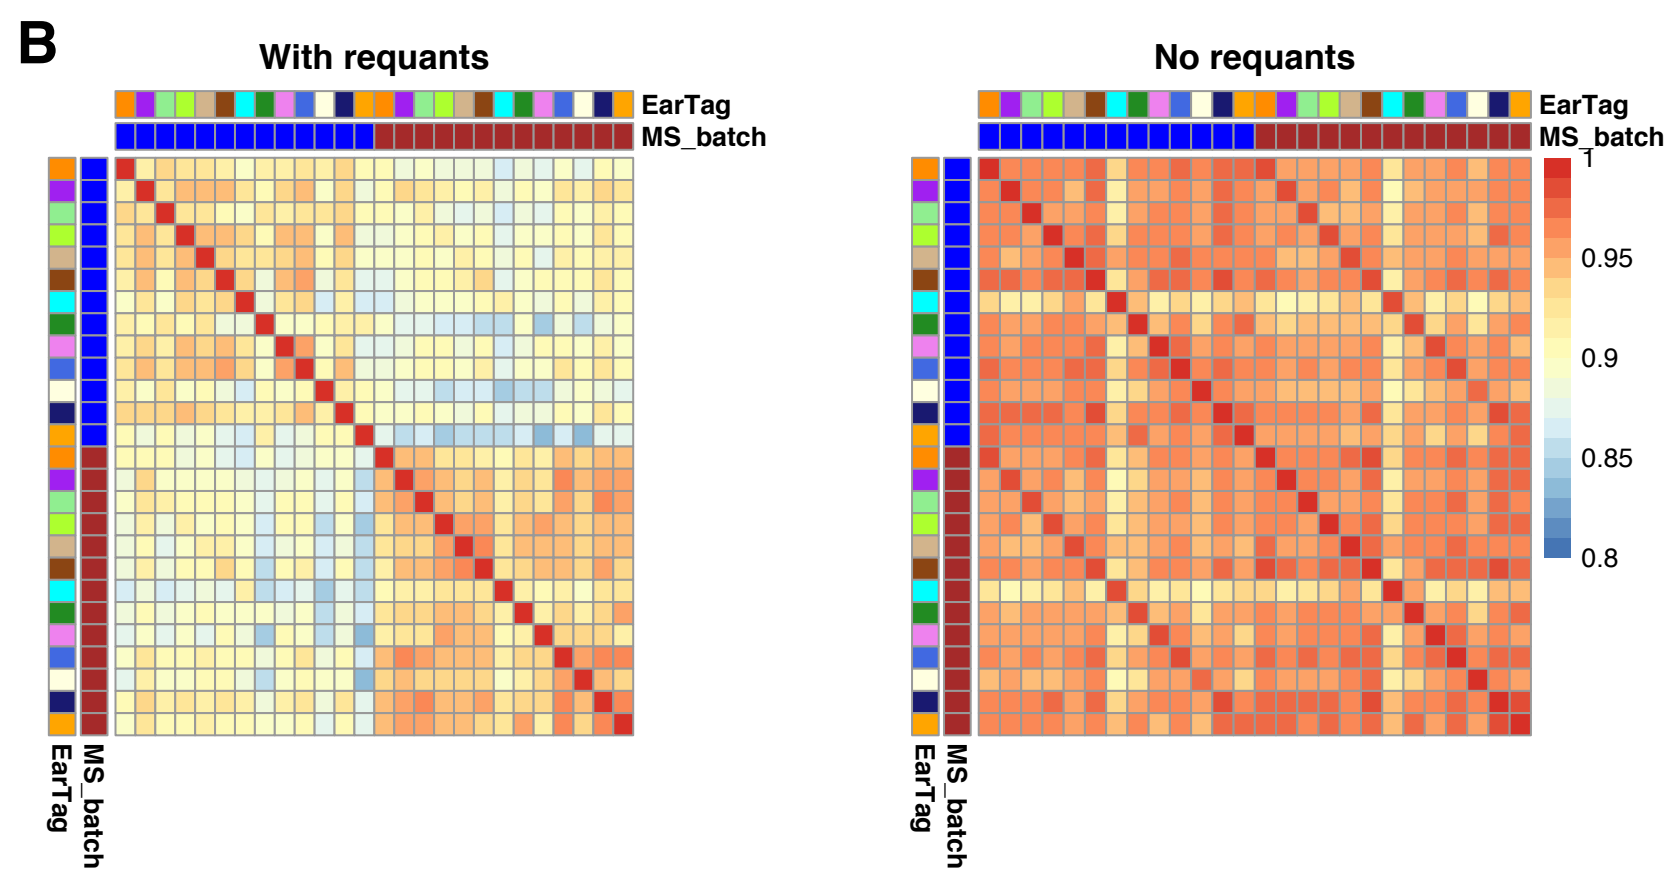 B
With requants
EarTag
MS_batch
EarTag
MS_batch
No requants
EarTag
MS_batch
1
0.95
0.9
0.85
0.8
EarTag
MS_batch